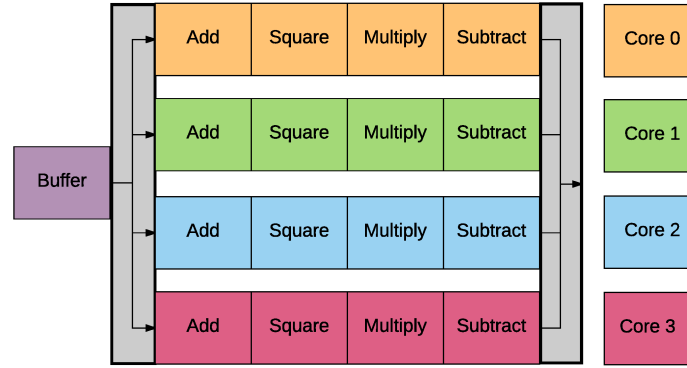 Add Square Multiply Subtract Core 0
Add Square Multiply Subtract Core 1
Buffer
Add Square Multiply Subtract Core 2
Add Square Multiply Subtract Core 3